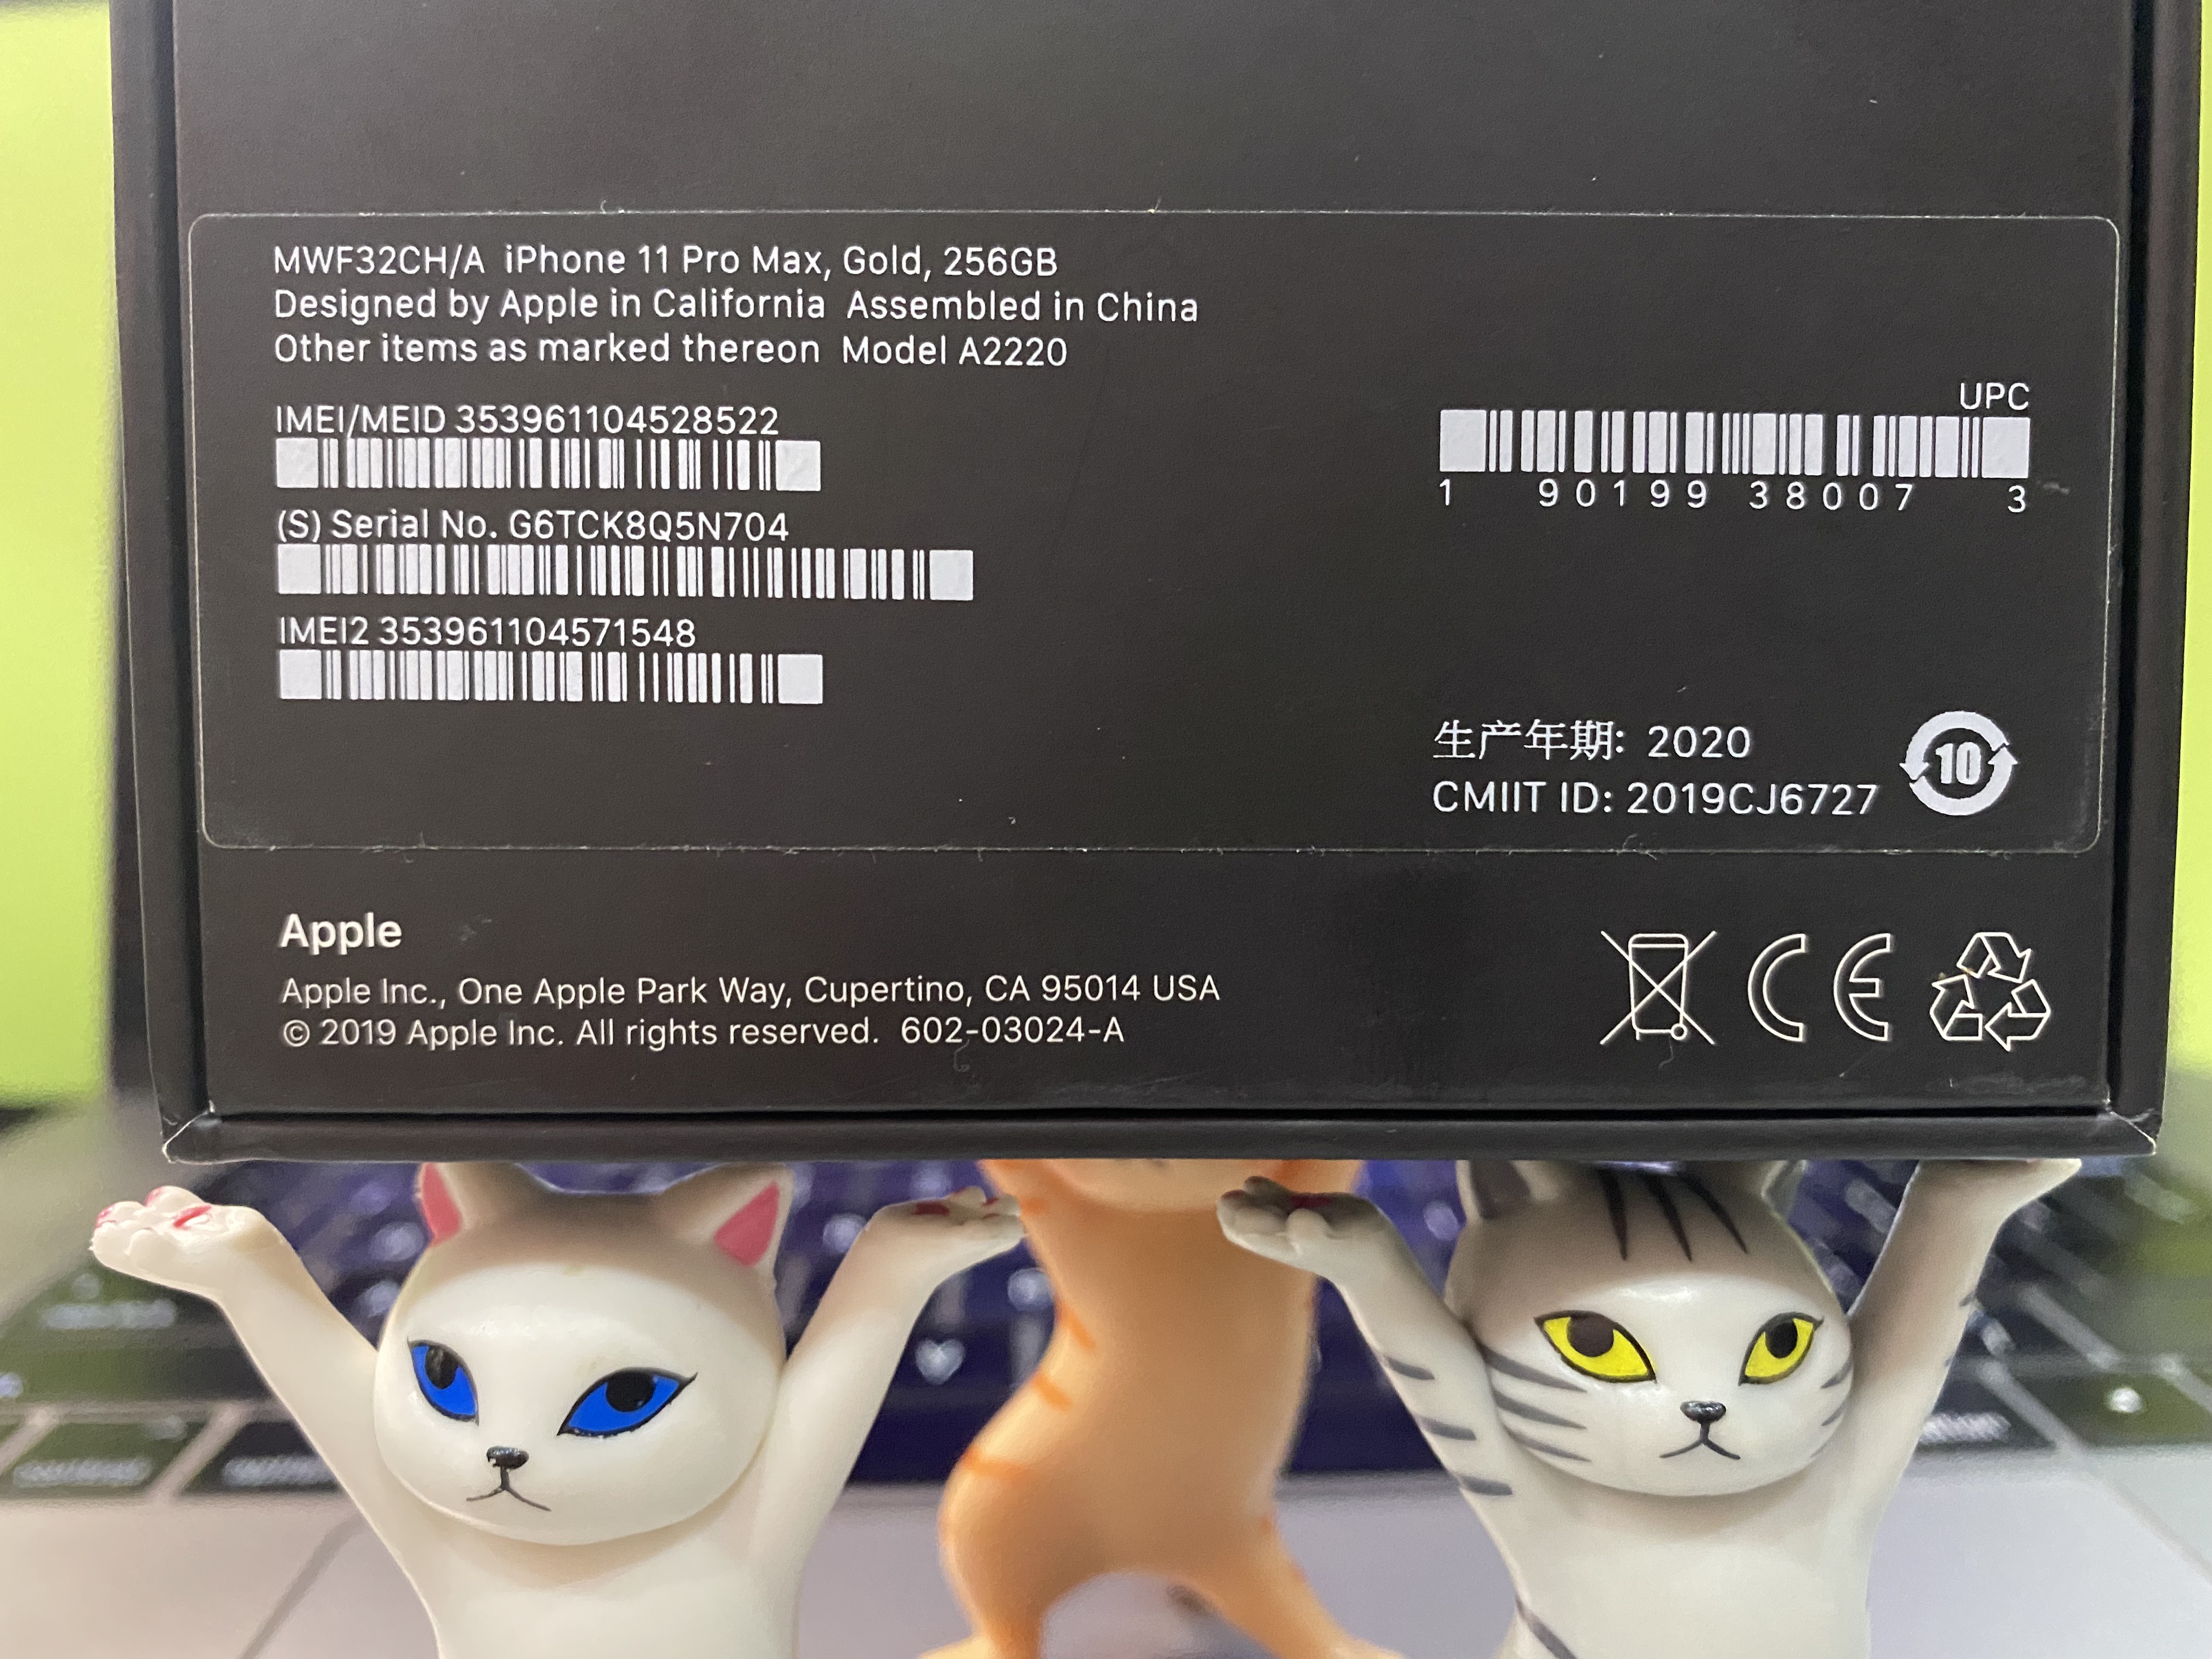 MWF32CH/A iPhone 11 Pro Max, Gold, 256GB
Designed by Apple in California Assembled in China
Other items as marked thereon Model A2220
IMEI/MEID 353961104528522
(S) Serial No. G6TCK8Q5N704
IMEI2 353961104571548
UPC
1 90199 38007 3
生产年期: 2020
CMIIT ID: 2019CJ6727
10
Apple
Apple Inc., One Apple Park Way, Cupertino, CA 95014 USA
© 2019 Apple Inc. All rights reserved. 602-03024-A
CE